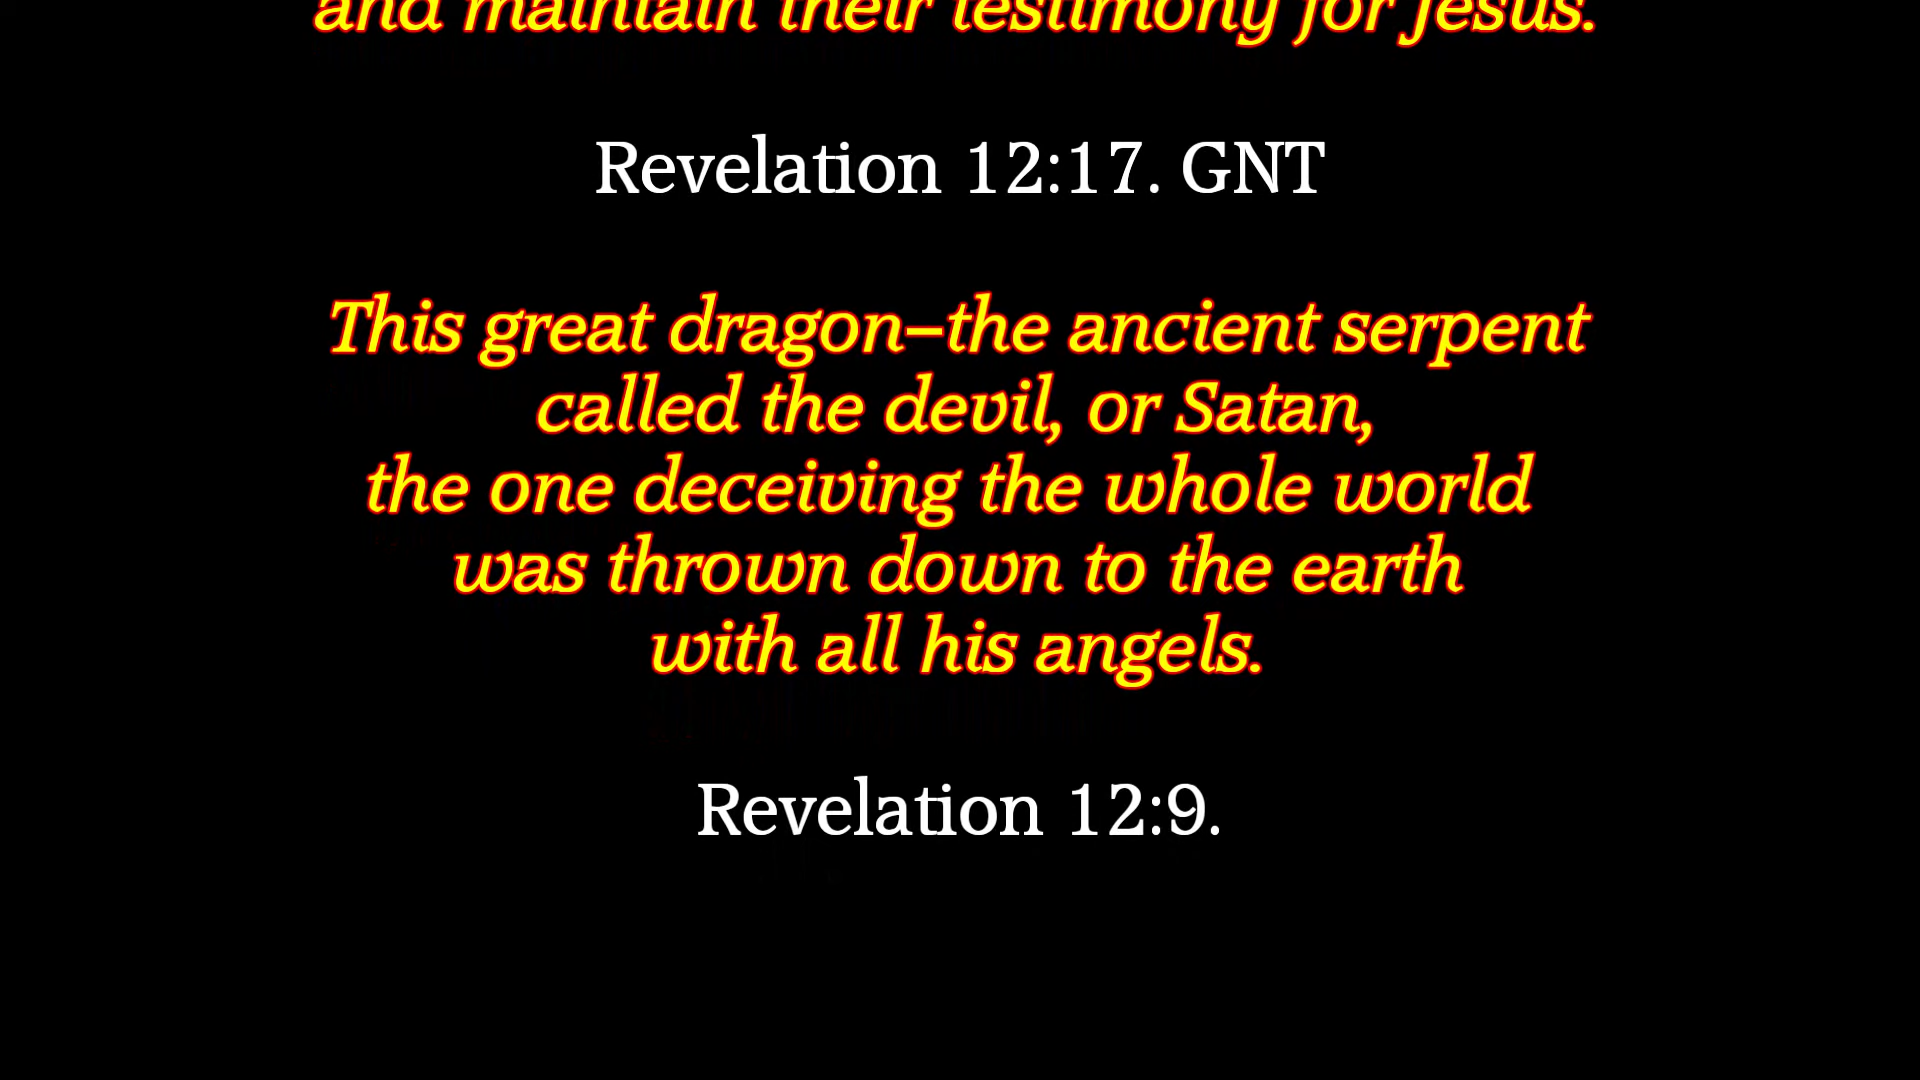 and maintain their testimony for Jesus.
Revelation 12:17. GNT
This great dragon–the ancient serpent
called the devil, or Satan,
the one deceiving the whole world
was thrown down to the earth
with all his angels.
Revelation 12:9.